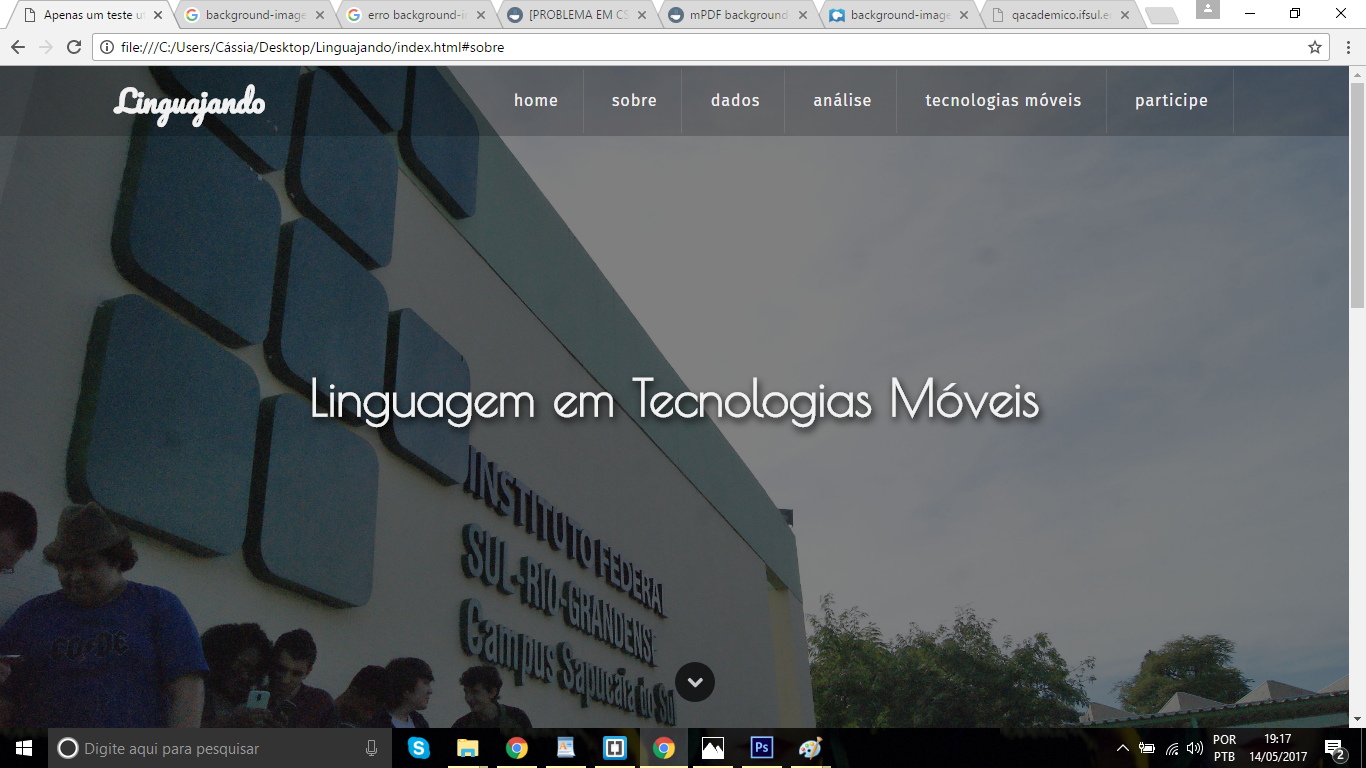 Apenas um teste u
background-image
erro background-i
[PROBLEMA EM CS
mPDF background
background-image
qacademico.ifsul.ed
file:///C:/Users/Cássia/Desktop/Linguajando/index.html#sobre
Linguajando
home
sobre
dados
análise
tecnologias móveis
participe
Linguagem em Tecnologias Móveis
INSTITUTO FEDERAL
SUL-RIO-GRANDENSE
Campus Sapucaia do Sul
Digite aqui para pesquisar
POR
PTB
19:17
14/05/2017
2
Ps